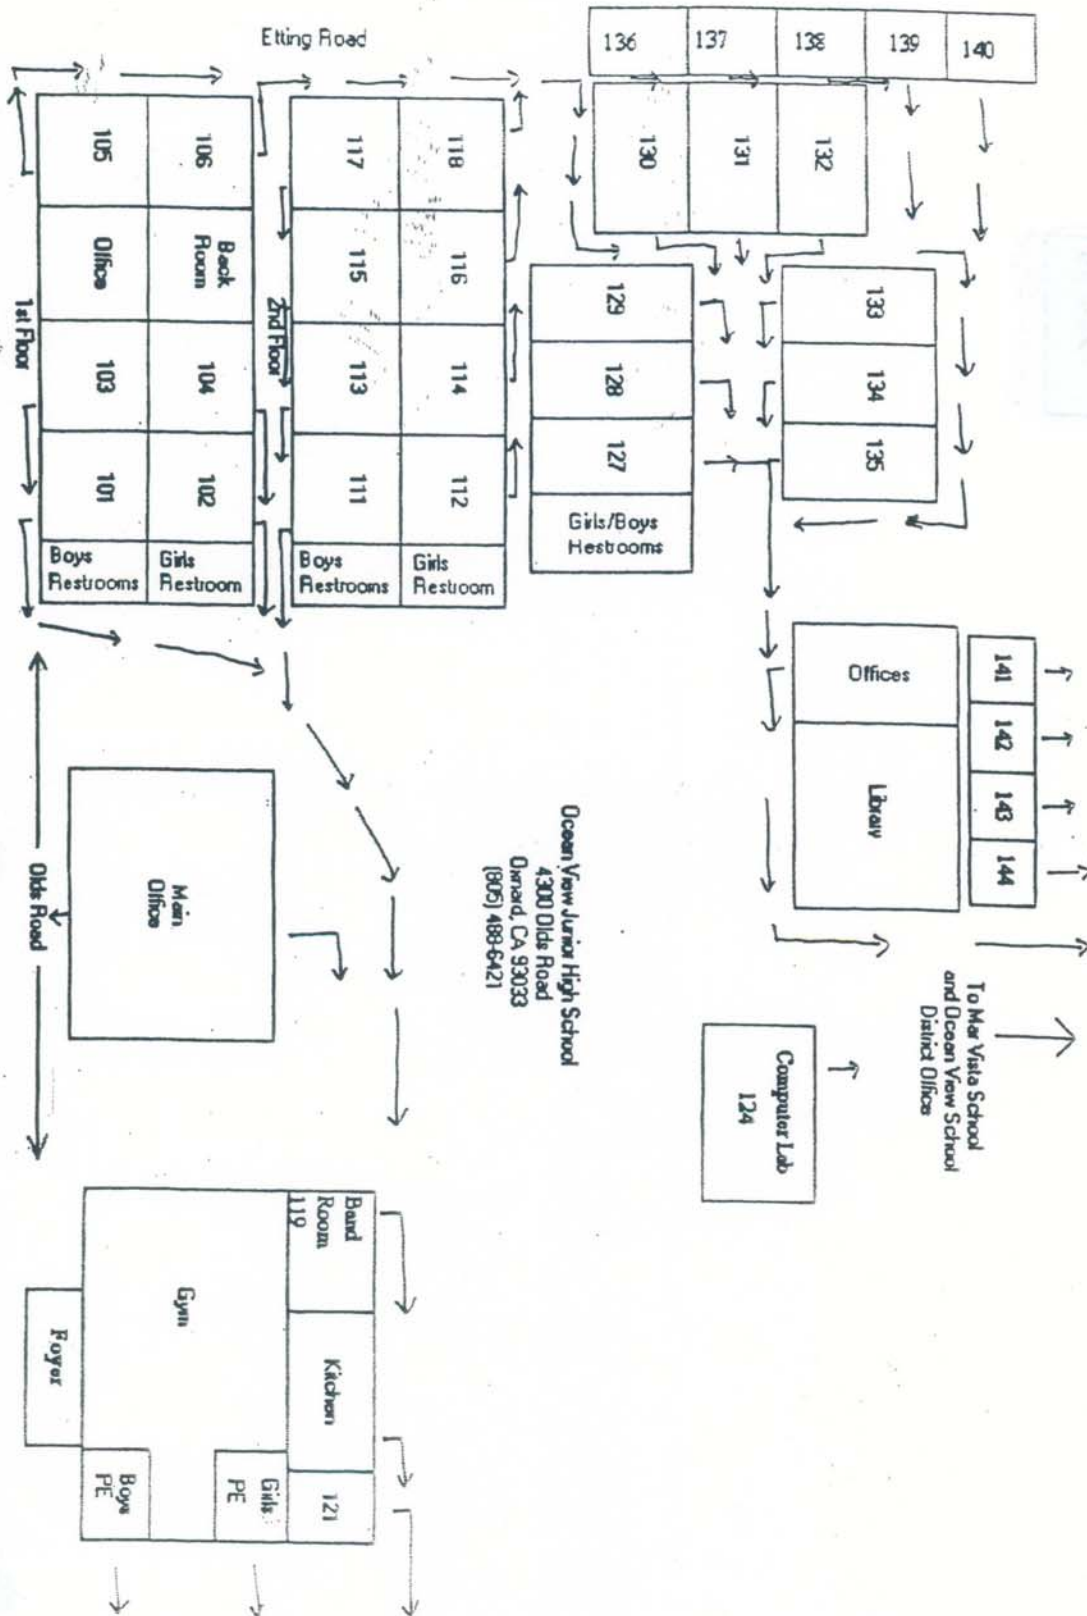 Etting Road
136
137
138
139
140
105
106
117
118
130
131
132
Office
Back
Room
115
116
129
133
1st Floor
2nd Floor
103
104
113
114
128
134
101
102
111
112
127
135
Boys
Restrooms
Girls
Restroom
Boys
Restrooms
Girls
Restroom
Girls/Boys
Restrooms
Offices
Library
141
142
143
144
Main
Office
Olds Road
Ocean View Junior High School
4300 Olds Road
Oxnard, CA 93033
(805) 488-6421
To Mar Vista School
and Ocean View School
District Office
Computer Lab
124
Band
Room
119
Gym
Kitchen
Foyer
Boys
PE
Girls
PE
121